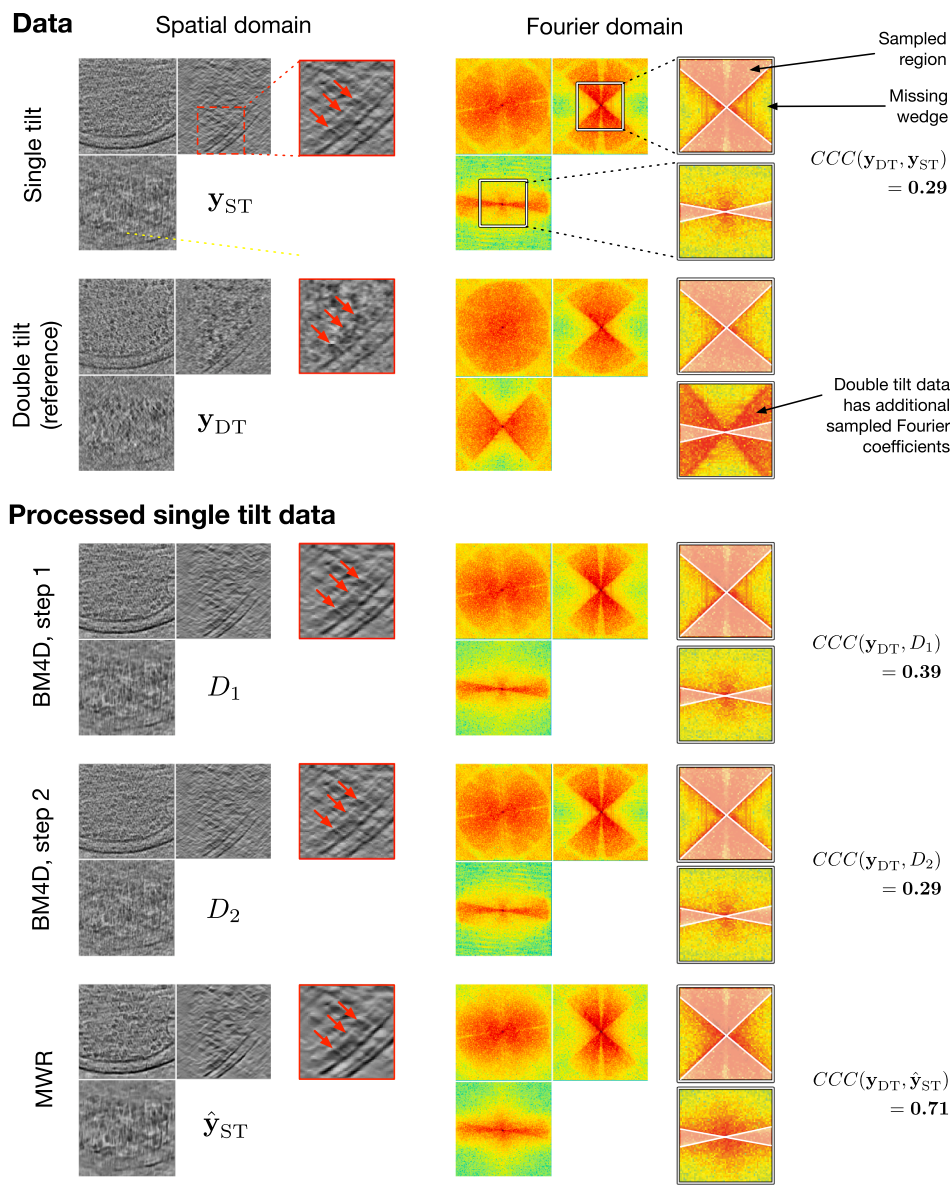 Data
Spatial domain
Fourier domain
Single tilt
Sampled
region
Missing
wedge
CCC(y_DT, y_ST)
= 0.29
y_ST
Double tilt
(reference)
y_DT
Double tilt data
has additional
sampled Fourier
coefficients
Processed single tilt data
BM4D, step 1
D_1
CCC(y_DT, D_1)
= 0.39
BM4D, step 2
D_2
CCC(y_DT, D_2)
= 0.29
MWR
ŷ_ST
CCC(y_DT, ŷ_ST)
= 0.71